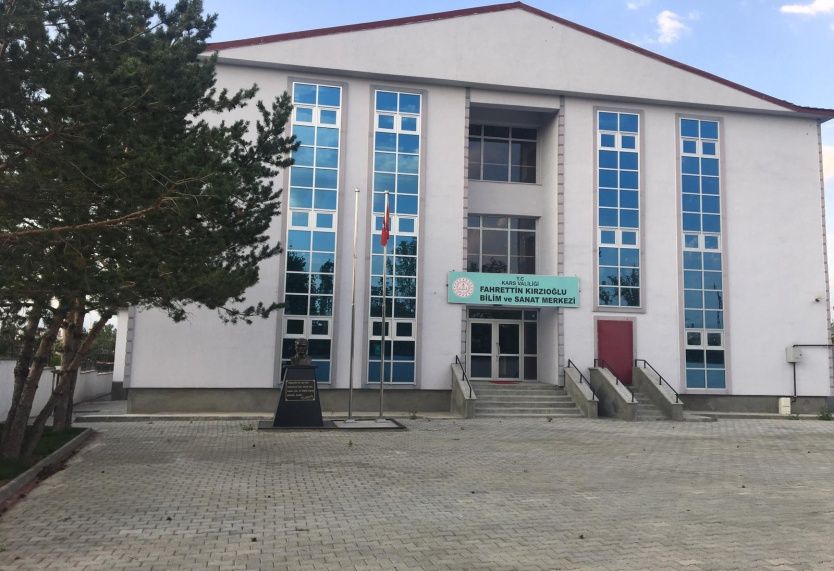 T.C
KARS VALİLİĞİ
FAHRETTİN KIRZIOĞLU
BİLİM ve SANAT MERKEZİ